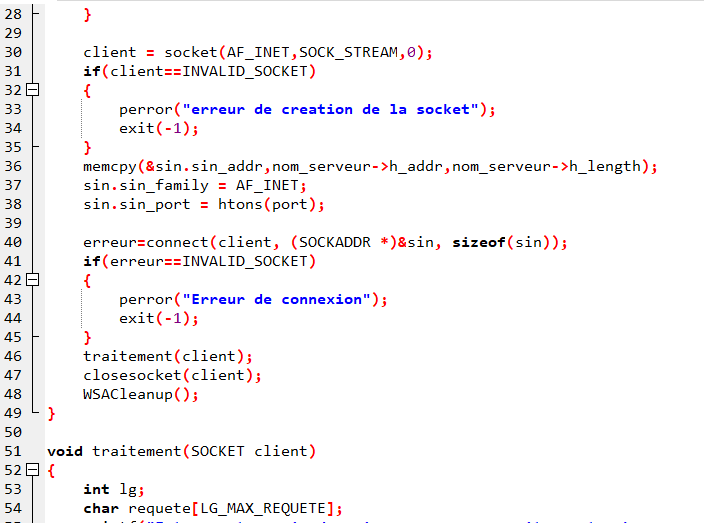 28 }
29
30 client = socket(AF_INET,SOCK_STREAM,0);
31 if(client==INVALID_SOCKET)
32 {
33 perror("erreur de creation de la socket");
34 exit(-1);
35 }
36 memcpy(&sin.sin_addr,nom_serveur->h_addr,nom_serveur->h_length);
37 sin.sin_family = AF_INET;
38 sin.sin_port = htons(port);
39
40 erreur=connect(client, (SOCKADDR *)&sin, sizeof(sin));
41 if(erreur==INVALID_SOCKET)
42 {
43 perror("Erreur de connexion");
44 exit(-1);
45 }
46 traitement(client);
47 closesocket(client);
48 WSACleanup();
49 }
50
51 void traitement(SOCKET client)
52 {
53 int lg;
54 char requete[LG_MAX_REQUETE];